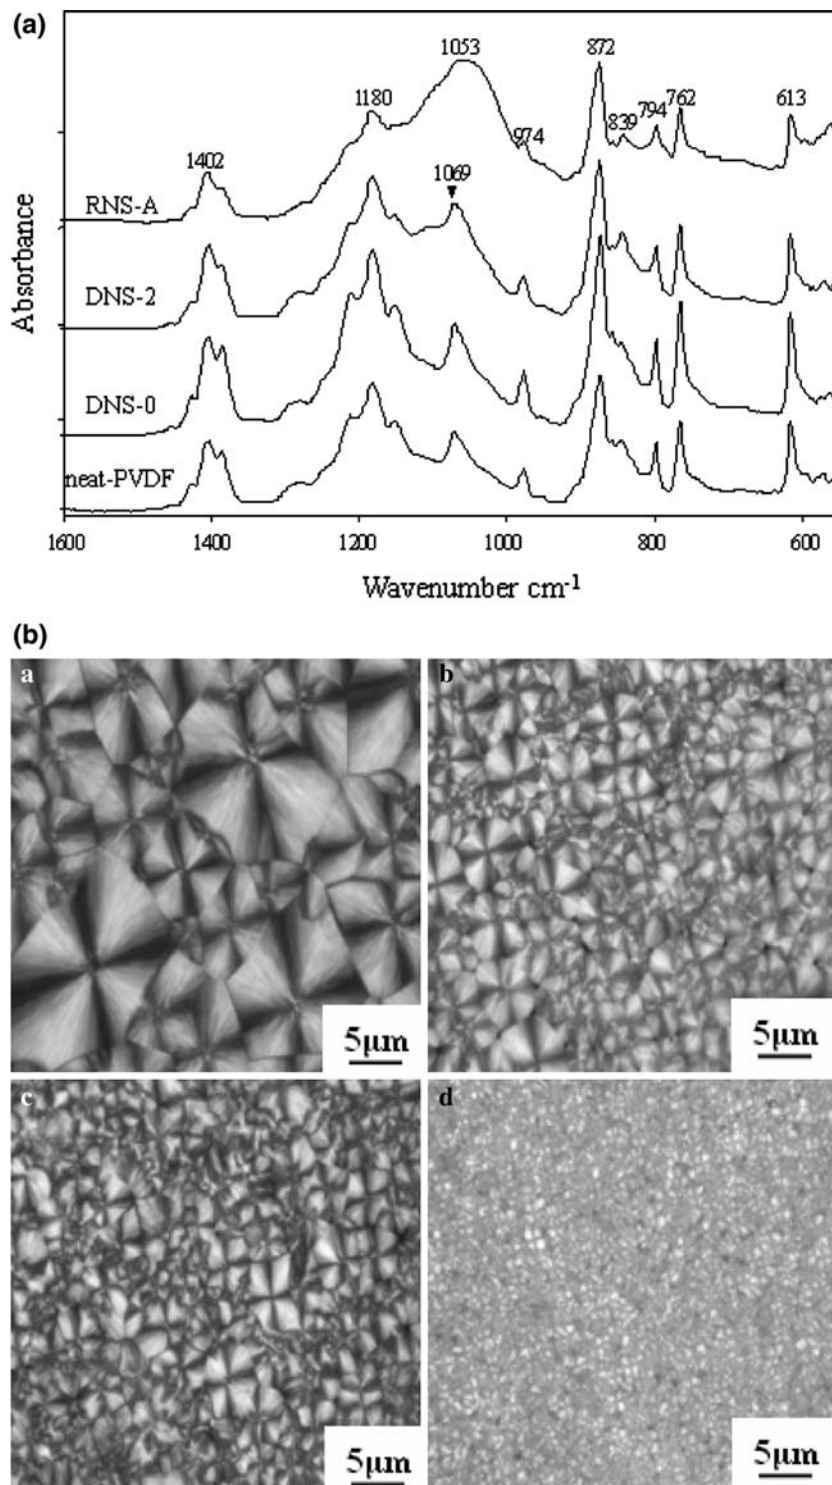 (a)
1053
872
1180
974
839
794
762
613
1402
1069
RNS-A
DNS-2
DNS-0
neat-PVDF
Absorbance
1600
1400
1200
1000
800
600
Wavenumber cm-1
(b)
a
b
5μm
5μm
c
d
5μm
5μm